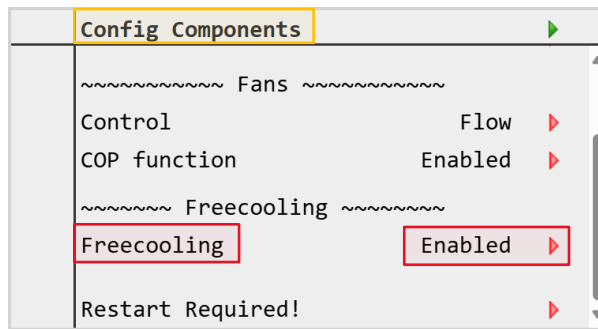 Config Components
~~~~~~~~~~~ Fans ~~~~~~~~~~~
Control Flow
COP function Enabled
~~~~~~~ Freecooling ~~~~~~~~
Freecooling Enabled
Restart Required!